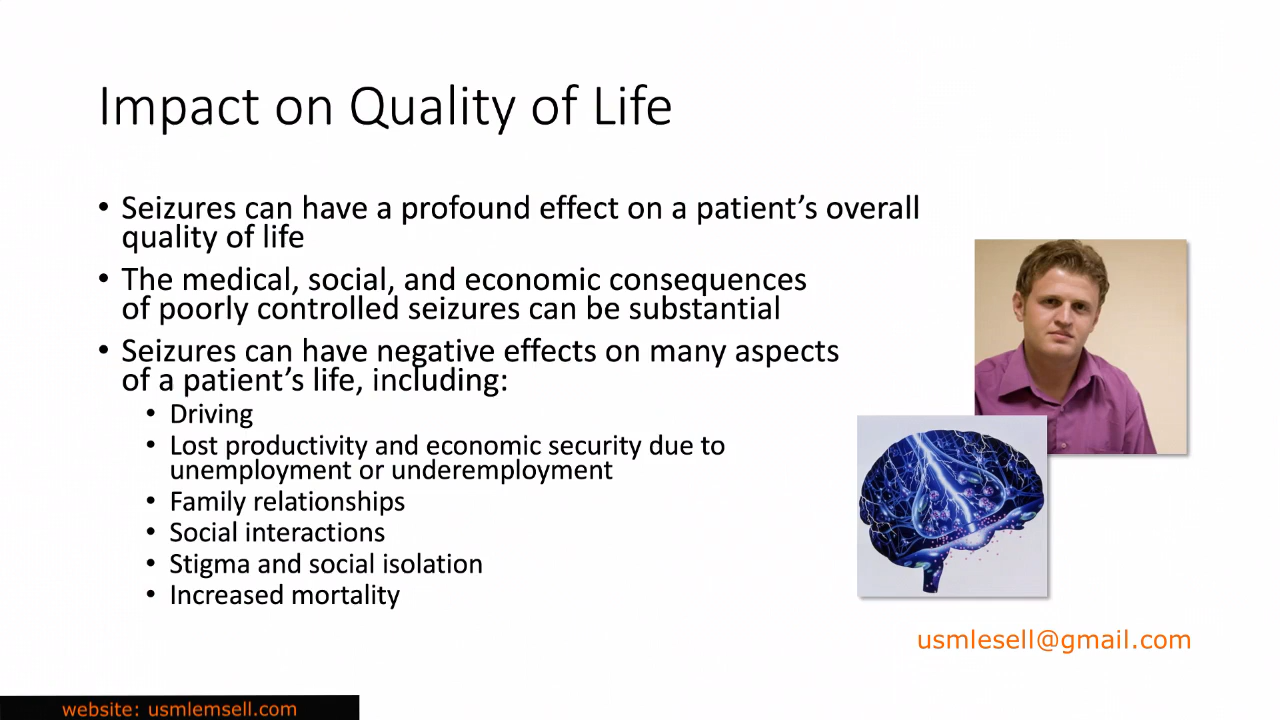 Impact on Quality of Life
• Seizures can have a profound effect on a patient’s overall
quality of life
• The medical, social, and economic consequences
of poorly controlled seizures can be substantial
• Seizures can have negative effects on many aspects
of a patient’s life, including:
• Driving
• Lost productivity and economic security due to
unemployment or underemployment
• Family relationships
• Social interactions
• Stigma and social isolation
• Increased mortality
usmlesell@gmail.com
website: usmlemsell.com